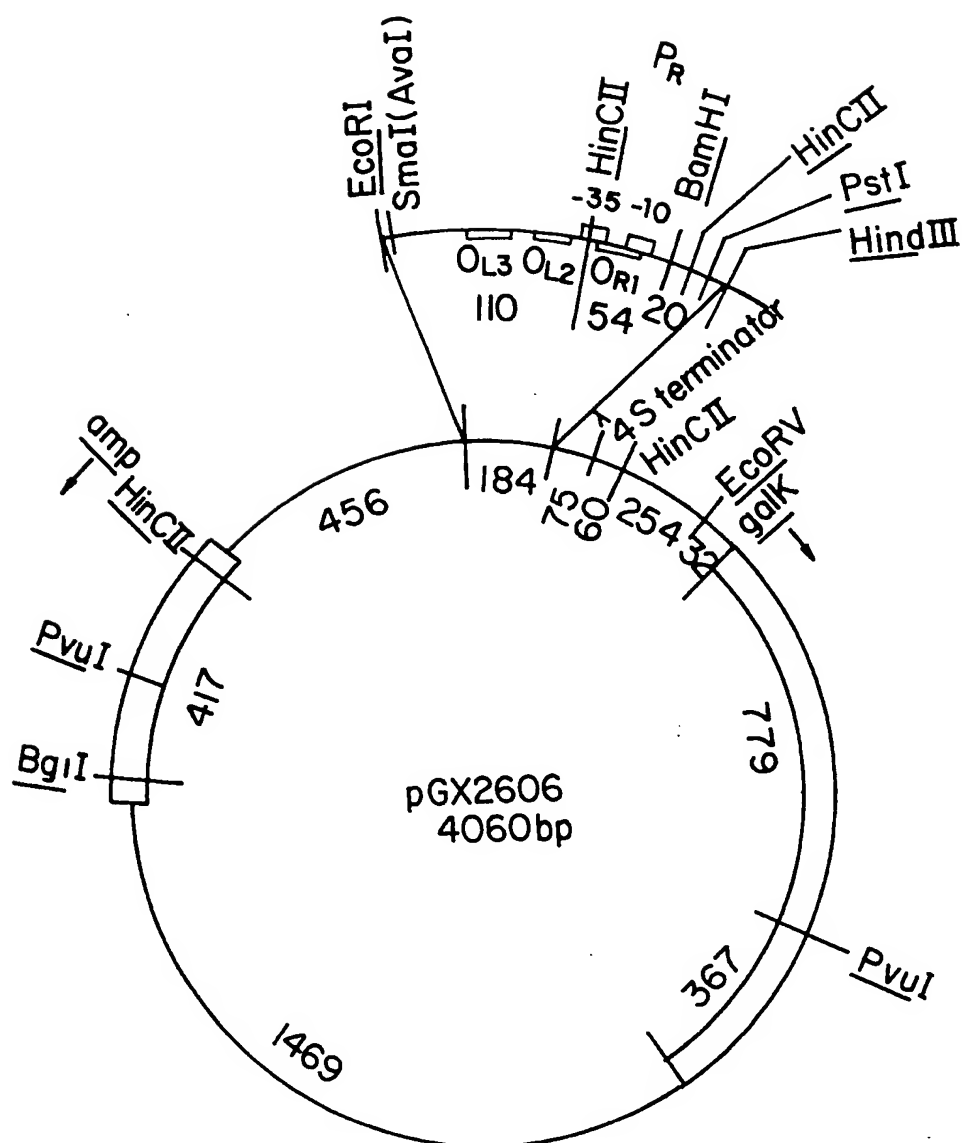 EcoRI
SmaI(AvaI)
HinCII
PR
BamHI
HinCII
PstI
HindIII
-35 -10
OL3 OL2 OR1
110 54 20
4S terminator
HinCII
EcoRV
galK
amp
HinCII
456 184 75 60 254 32
PvuI
417
BglI
779
pGX2606
4060bp
PvuI
367
1469